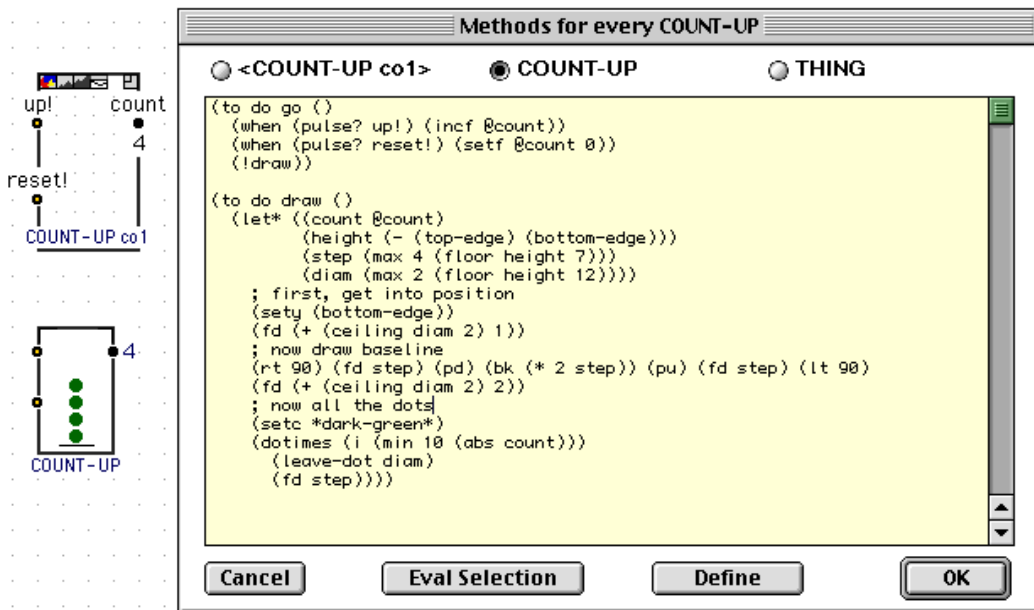 Methods for every COUNT-UP
<COUNT-UP co1> COUNT-UP THING
up! count
4
reset!
COUNT-UP co1
4
COUNT-UP
(to do go ()
(when (pulse? up!) (incf @count))
(when (pulse? reset!) (setf @count 0))
(!draw))
(to do draw ()
(let* ((count @count)
(height (- (top-edge) (bottom-edge)))
(step (max 4 (floor height 7)))
(diam (max 2 (floor height 12))))
; first, get into position
(sety (bottom-edge))
(fd (+ (ceiling diam 2) 1))
; now draw baseline
(rt 90) (fd step) (pd) (bk (* 2 step)) (pu) (fd step) (lt 90)
(fd (+ (ceiling diam 2) 2))
; now all the dots
(setc *dark-green*)
(dotimes (i (min 10 (abs count)))
(leave-dot diam)
(fd step))))
Cancel Eval Selection Define OK